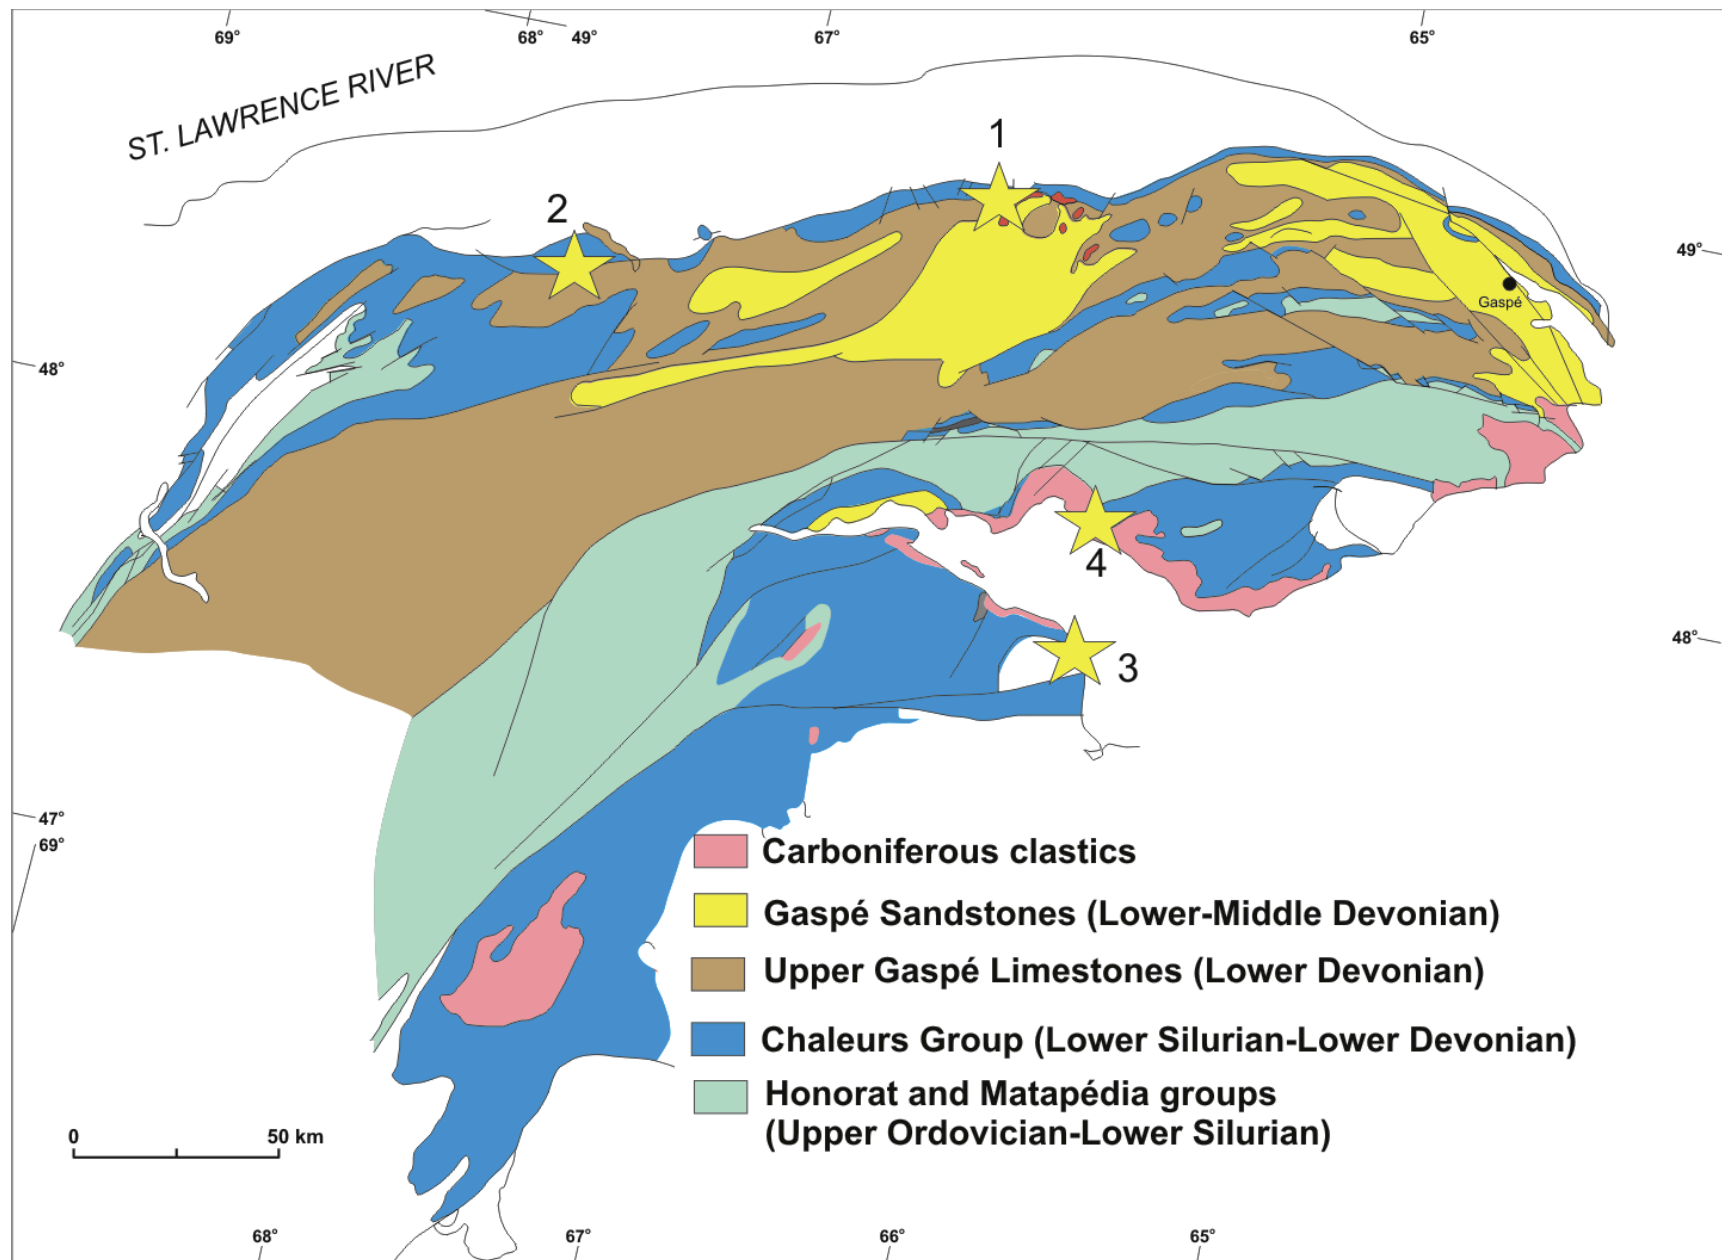 69°
68°
49°
67°
65°
ST. LAWRENCE RIVER
1
2
49°
Gaspé
48°
4
48°
3
47°
69°
Carboniferous clastics
Gaspé Sandstones (Lower-Middle Devonian)
Upper Gaspé Limestones (Lower Devonian)
Chaleurs Group (Lower Silurian-Lower Devonian)
Honorat and Matapédia groups
(Upper Ordovician-Lower Silurian)
0 50 km
68°
67°
66°
65°